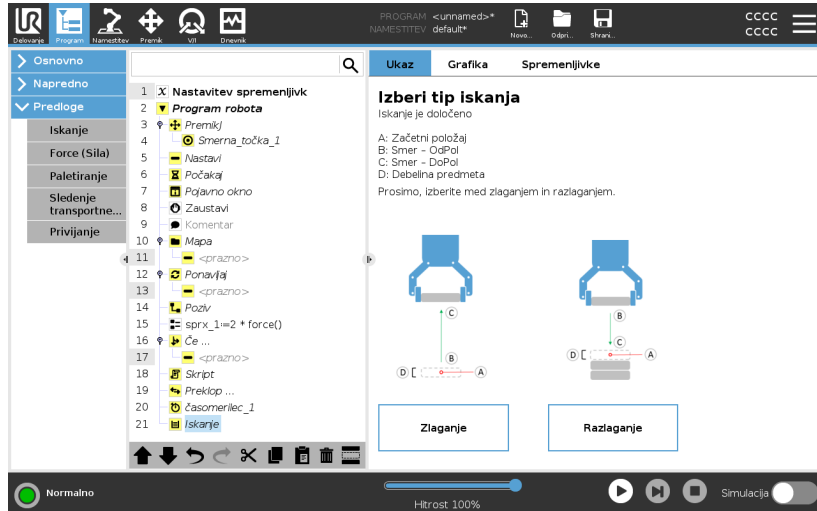 PROGRAM <unnamed>*
NAMESTITEV default*
CCCC
CCCC
Delovanje Program Namestitev Premik V/I Dnevnik Novo... Odpri... Shrani...
Osnovno
Napredno
Predloge
Iskanje
Force (Sila)
Paletiranje
Sledenje
transportne...
Privijanje
1 X Nastavitev spremenljivk
2 Program robota
3 PremikJ
4 Smerna_točka_1
5 Nastavi
6 Počakaj
7 Pojavno okno
8 Zaustavi
9 Komentar
10 Mapa
11 <prazno>
12 Ponavljaj
13 <prazno>
14 Poziv
15 sprx_1:=2 * force()
16 Če ...
17 <prazno>
18 Skript
19 Preklop ...
20 časomerilec_1
21 Iskanje
Ukaz Grafika Spremenljivke
Izberi tip iskanja
Iskanje je določeno
A: Začetni položaj
B: Smer - OdPol
C: Smer - DoPol
D: Debelina predmeta
Prosimo, izberite med zlaganjem in razlaganjem.
C
B
D A
B
C
D A
Zlaganje Razlaganje
Normalno
Hitrost 100%
Simulacija